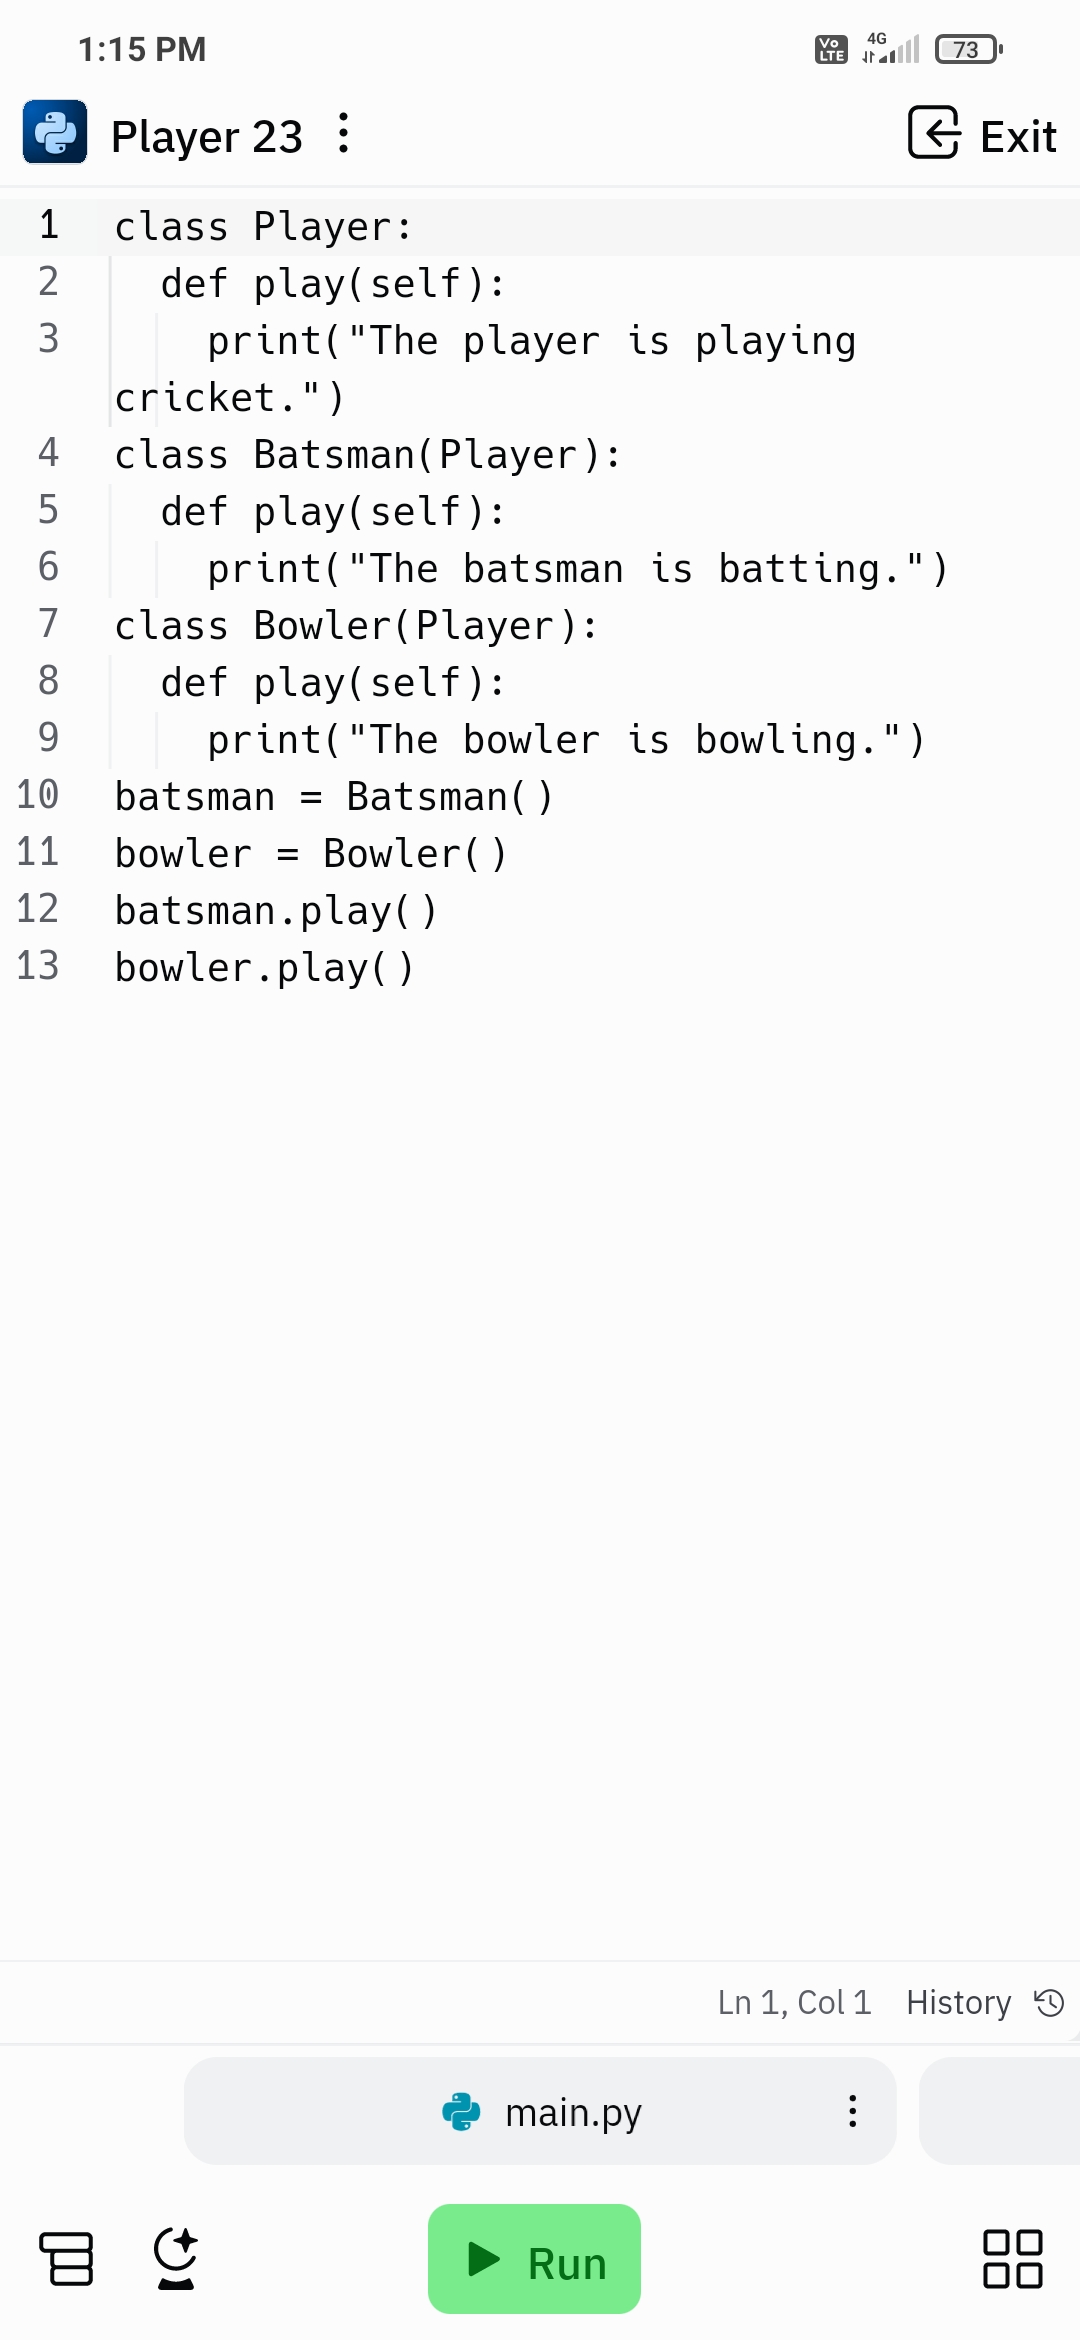 1:15 PM
Vo LTE 4G 73
Player 23 Exit
1 class Player:
2   def play(self):
3     print("The player is playing
cricket.")
4 class Batsman(Player):
5   def play(self):
6     print("The batsman is batting.")
7 class Bowler(Player):
8   def play(self):
9     print("The bowler is bowling.")
10 batsman = Batsman()
11 bowler = Bowler()
12 batsman.play()
13 bowler.play()
Ln 1, Col 1 History
main.py
Run